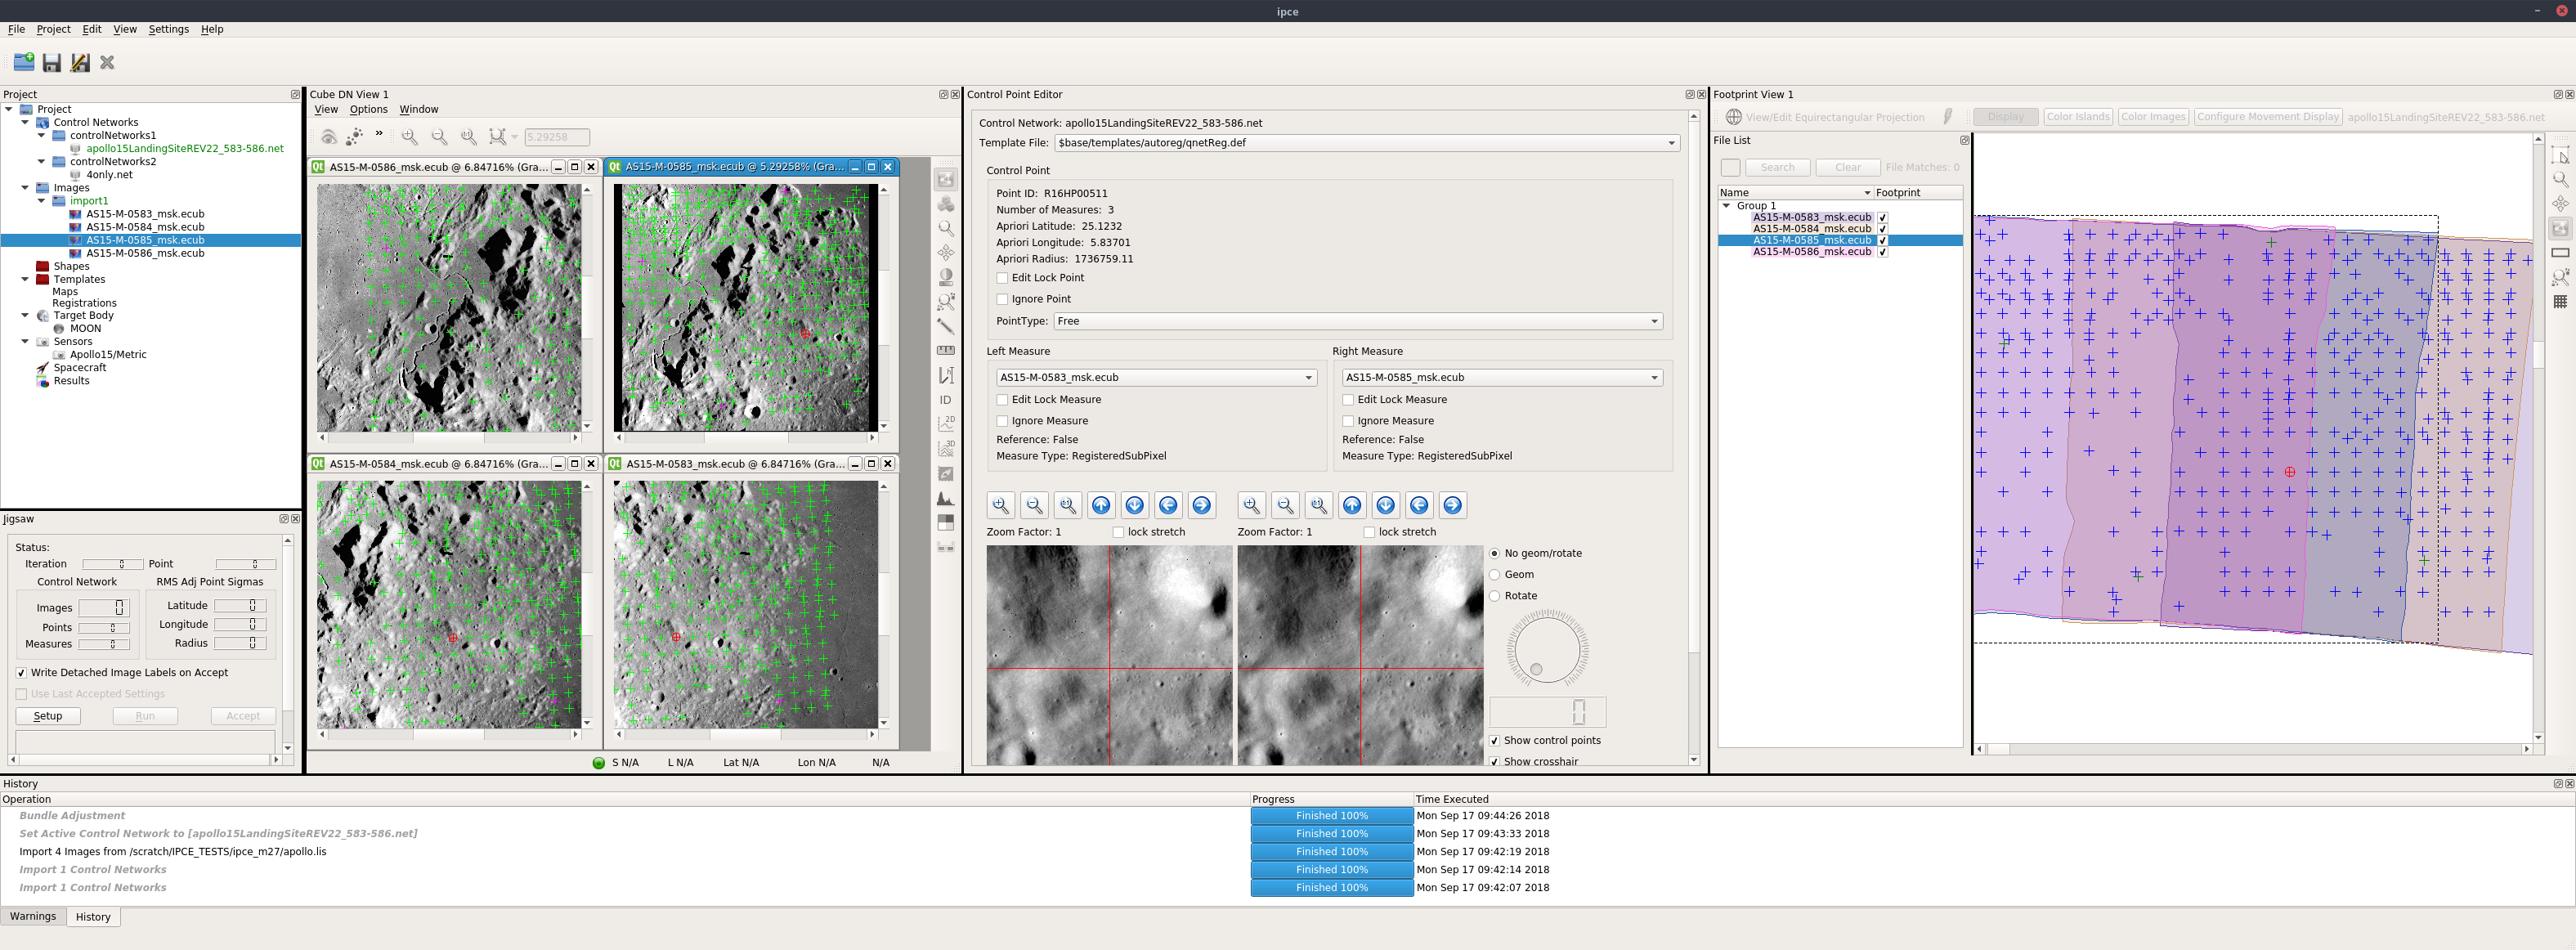 ipce
File Project Edit View Settings Help
Project
Project
Control Networks
controlNetworks1
apollo15LandingSiteREV22_583-586.net
controlNetworks2
4only.net
Images
import1
AS15-M-0583_msk.ecub
AS15-M-0584_msk.ecub
AS15-M-0585_msk.ecub
AS15-M-0586_msk.ecub
Shapes
Templates
Maps
Registrations
Target Body
MOON
Sensors
Apollo15/Metric
Spacecraft
Results
Jigsaw
Status:
Iteration 0 Point 0
Control Network RMS Adj Point Sigmas
Images 0 Latitude 0
Points 0 Longitude 0
Measures 0 Radius 0
Write Detached Image Labels on Accept
Use Last Accepted Settings
Setup Run Accept
Cube DN View 1
View Options Window
» 5.29258
Qt AS15-M-0586_msk.ecub @ 6.84716% (Gra...
Qt AS15-M-0585_msk.ecub @ 5.29258% (Gra...
Qt AS15-M-0584_msk.ecub @ 6.84716% (Gra...
Qt AS15-M-0583_msk.ecub @ 6.84716% (Gra...
ID
2D
3D
S N/A L N/A Lat N/A Lon N/A N/A
Control Point Editor
Control Network: apollo15LandingSiteREV22_583-586.net
Template File: $base/templates/autoreg/qnetReg.def
Control Point
Point ID: R16HP00511
Number of Measures: 3
Apriori Latitude: 25.1232
Apriori Longitude: 5.83701
Apriori Radius: 1736759.11
Edit Lock Point
Ignore Point
PointType: Free
Left Measure Right Measure
AS15-M-0583_msk.ecub AS15-M-0585_msk.ecub
Edit Lock Measure Edit Lock Measure
Ignore Measure Ignore Measure
Reference: False Reference: False
Measure Type: RegisteredSubPixel Measure Type: RegisteredSubPixel
Zoom Factor: 1 lock stretch Zoom Factor: 1 lock stretch
No geom/rotate
Geom
Rotate
0
Show control points
Show crosshair
Footprint View 1
View/Edit Equirectangular Projection Display Color Islands Color Images Configure Movement Display apollo15LandingSiteREV22_583-586.net
File List
Search Clear File Matches: 0
Name Footprint
Group 1
AS15-M-0583_msk.ecub
AS15-M-0584_msk.ecub
AS15-M-0585_msk.ecub
AS15-M-0586_msk.ecub
History
Operation Progress Time Executed
Bundle Adjustment Finished 100% Mon Sep 17 09:44:26 2018
Set Active Control Network to [apollo15LandingSiteREV22_583-586.net] Finished 100% Mon Sep 17 09:43:33 2018
Import 4 Images from /scratch/IPCE_TESTS/ipce_m27/apollo.lis Finished 100% Mon Sep 17 09:42:19 2018
Import 1 Control Networks Finished 100% Mon Sep 17 09:42:14 2018
Import 1 Control Networks Finished 100% Mon Sep 17 09:42:07 2018
Warnings History